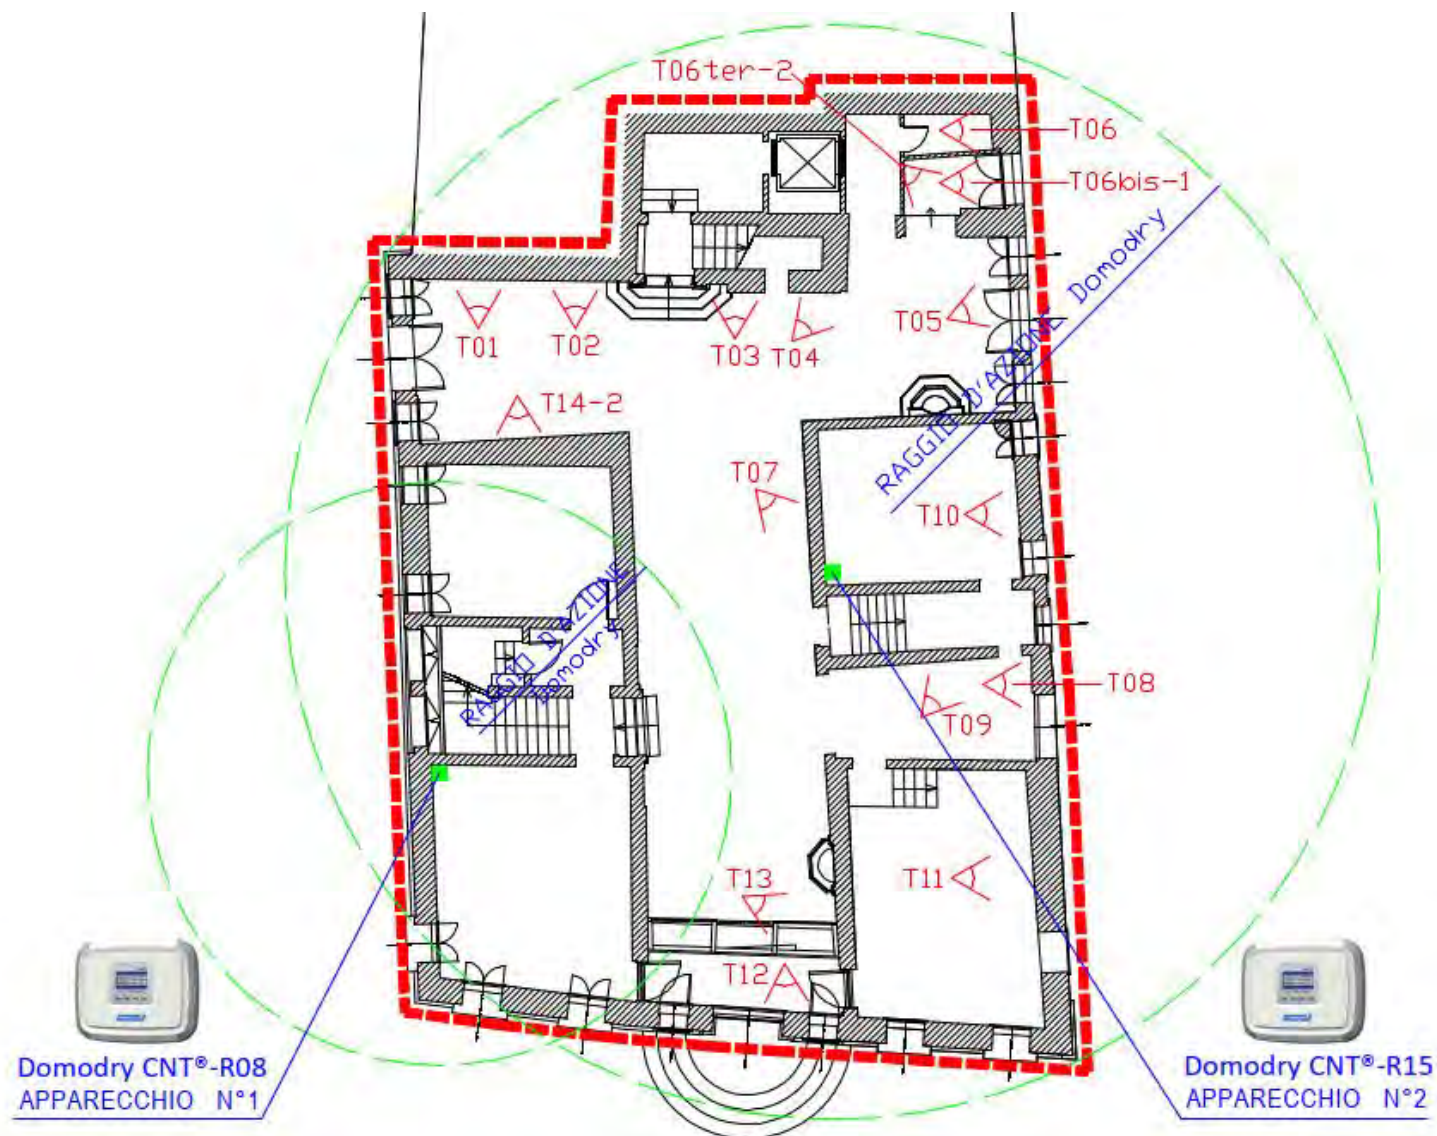 T06ter-2
T06
T06bis-1
T01
T02
T03
T04
T05
RAGGIO D'AZIONE Domodry
T14-2
T07
T10
RAGGIO D'AZIONE
Domodry
T08
T09
T11
T13
T12
Domodry CNT®-R08
APPARECCHIO N°1
Domodry CNT®-R15
APPARECCHIO N°2